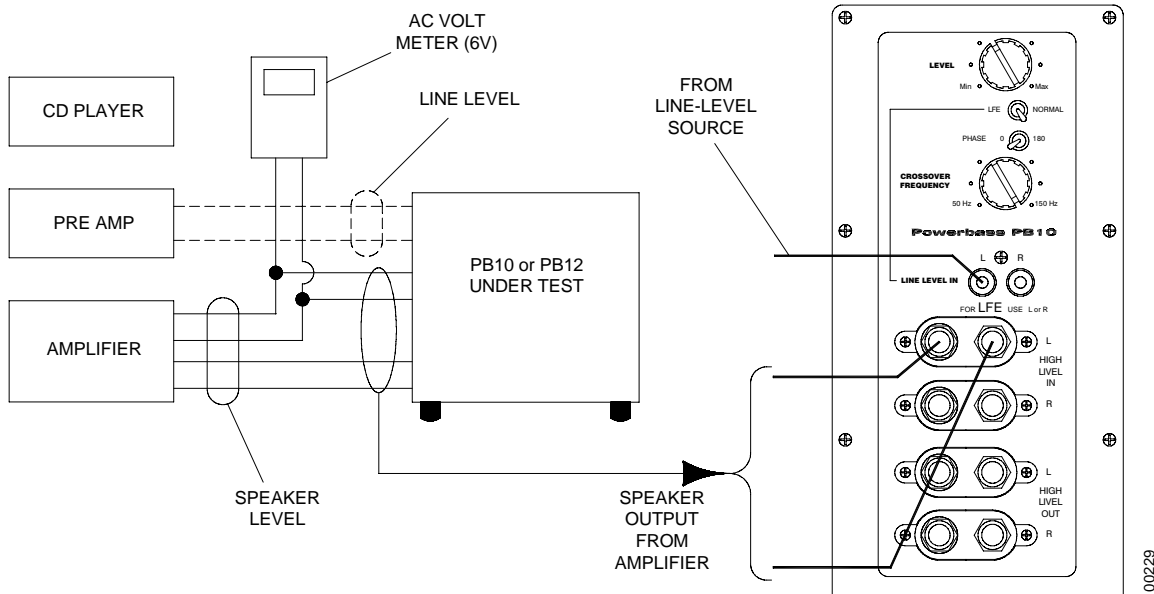 AC VOLT
METER (6V)
CD PLAYER
LINE LEVEL
PRE AMP
PB10 or PB12
UNDER TEST
AMPLIFIER
SPEAKER
LEVEL
SPEAKER
OUTPUT
FROM
AMPLIFIER
FROM
LINE-LEVEL
SOURCE
LEVEL
Min
Max
LFE
NORMAL
PHASE
0
180
CROSSOVER
FREQUENCY
50 Hz
150 Hz
Powerbass PB10
L
R
LINE LEVEL IN
FOR LFE USE L or R
L
HIGH
LIVEL
IN
R
L
HIGH
LIVEL
OUT
R
00229